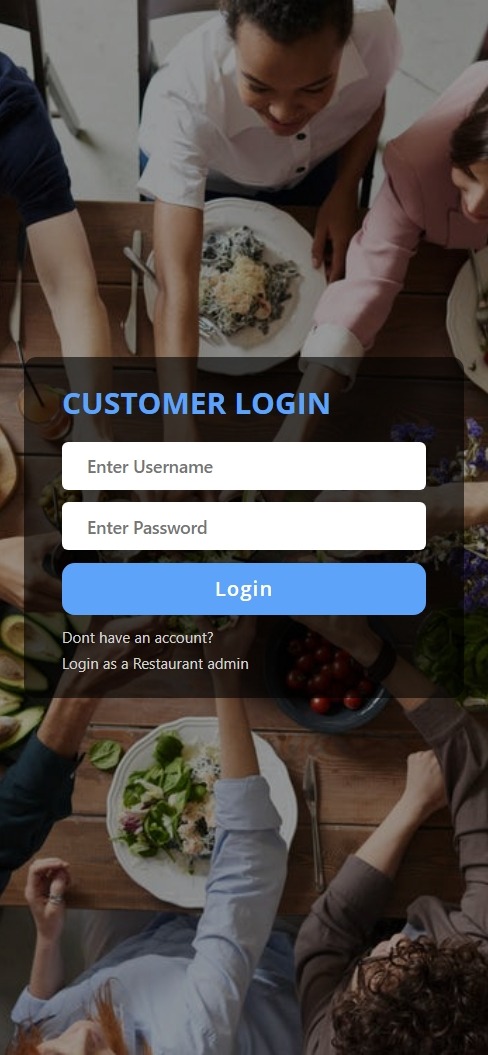 CUSTOMER LOGIN
Enter Username
Enter Password
Login
Dont have an account?
Login as a Restaurant admin